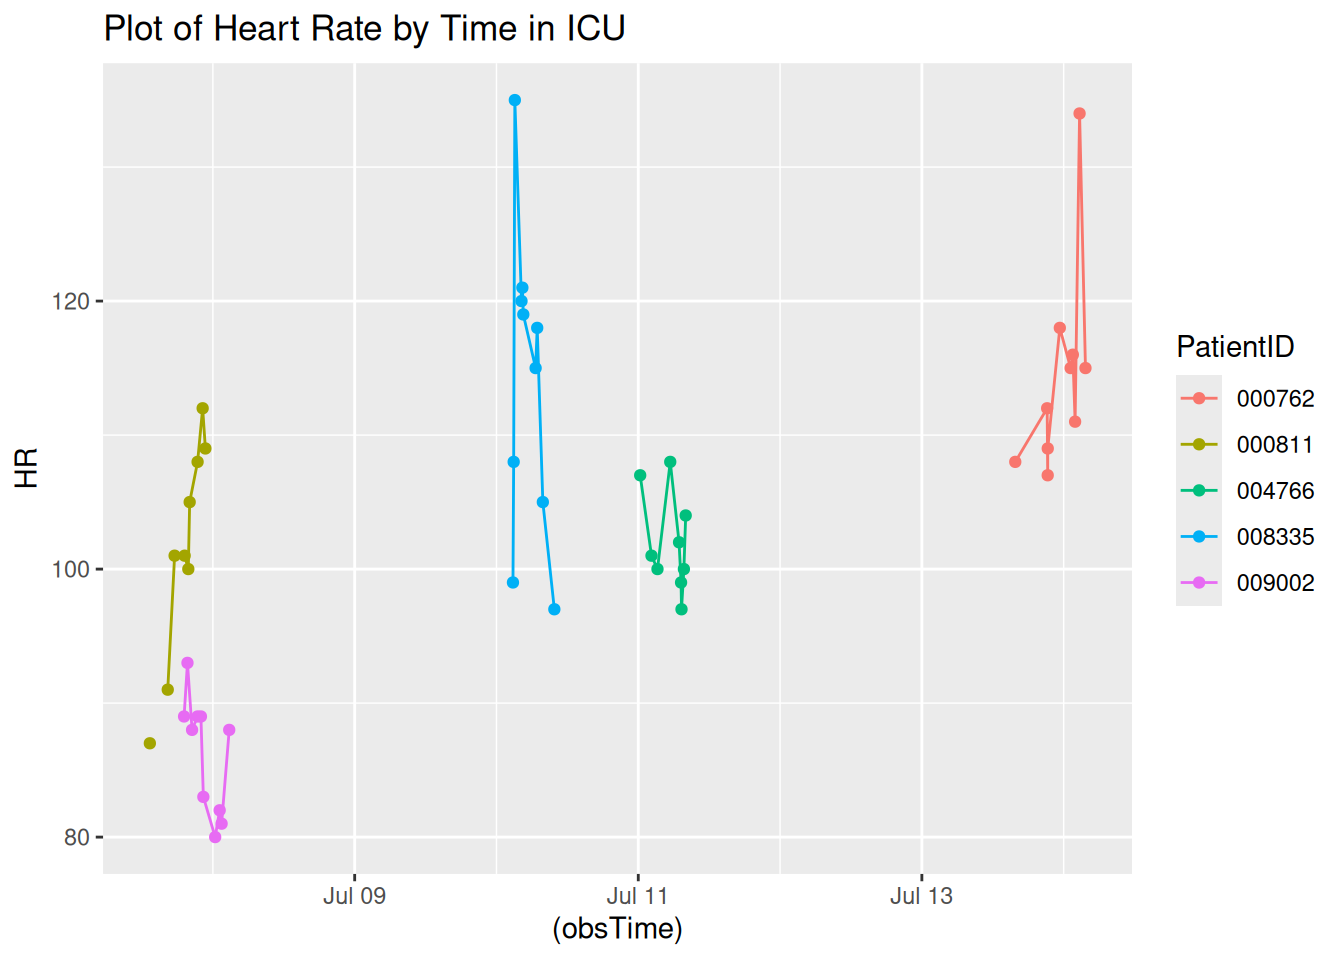 Plot of Heart Rate by Time in ICU
HR
120
100
80
Jul 09
Jul 11
Jul 13
(obsTime)
PatientID
000762
000811
004766
008335
009002